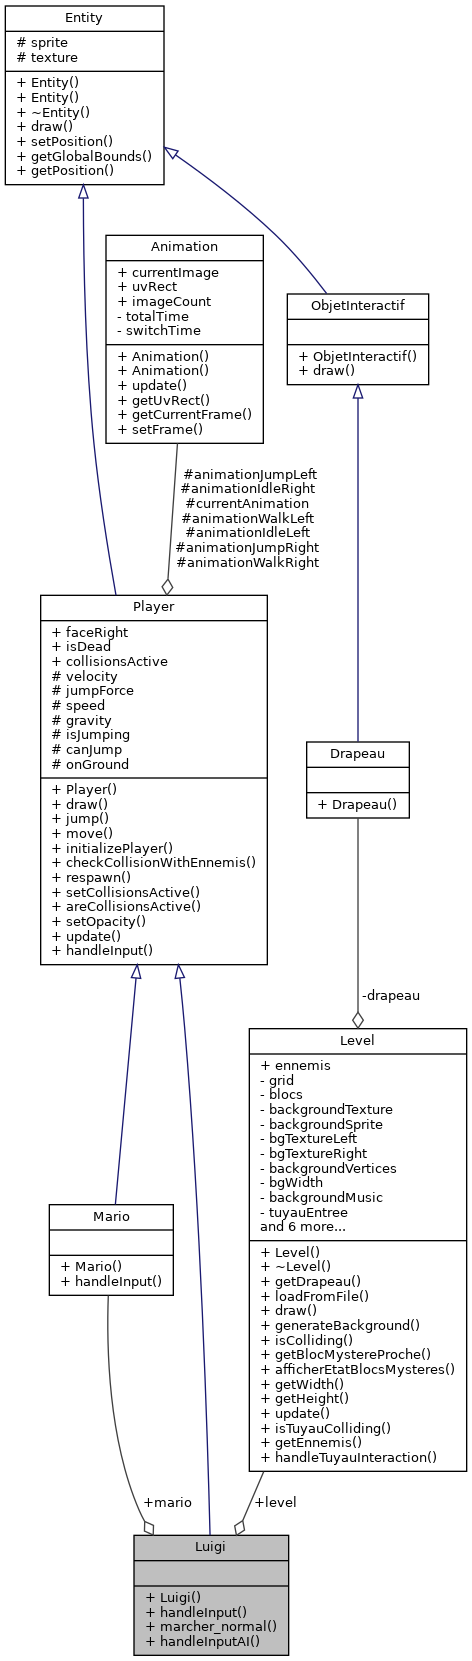 Entity
# sprite
# texture
+ Entity()
+ Entity()
+ ~Entity()
+ draw()
+ setPosition()
+ getGlobalBounds()
+ getPosition()
Animation
+ currentImage
+ uvRect
+ imageCount
- totalTime
- switchTime
+ Animation()
+ Animation()
+ update()
+ getUvRect()
+ getCurrentFrame()
+ setFrame()
ObjetInteractif
+ ObjetInteractif()
+ draw()
#animationJumpLeft
#animationIdleRight
#currentAnimation
#animationWalkLeft
#animationIdleLeft
#animationJumpRight
#animationWalkRight
Player
+ faceRight
+ isDead
+ collisionsActive
# velocity
# jumpForce
# speed
# gravity
# isJumping
# canJump
# onGround
+ Player()
+ draw()
+ jump()
+ move()
+ initializePlayer()
+ checkCollisionWithEnnemis()
+ respawn()
+ setCollisionsActive()
+ areCollisionsActive()
+ setOpacity()
+ update()
+ handleInput()
Drapeau
+ Drapeau()
-drapeau
Level
+ ennemis
- grid
- blocs
- backgroundTexture
- backgroundSprite
- bgTextureLeft
- bgTextureRight
- backgroundVertices
- bgWidth
- backgroundMusic
- tuyauEntree
and 6 more...
+ Level()
+ ~Level()
+ getDrapeau()
+ loadFromFile()
+ draw()
+ generateBackground()
+ isColliding()
+ getBlocMystereProche()
+ afficherEtatBlocsMysteres()
+ getWidth()
+ getHeight()
+ update()
+ isTuyauColliding()
+ getEnnemis()
+ handleTuyauInteraction()
Mario
+ Mario()
+ handleInput()
+mario
+level
Luigi
+ Luigi()
+ handleInput()
+ marcher_normal()
+ handleInputAI()